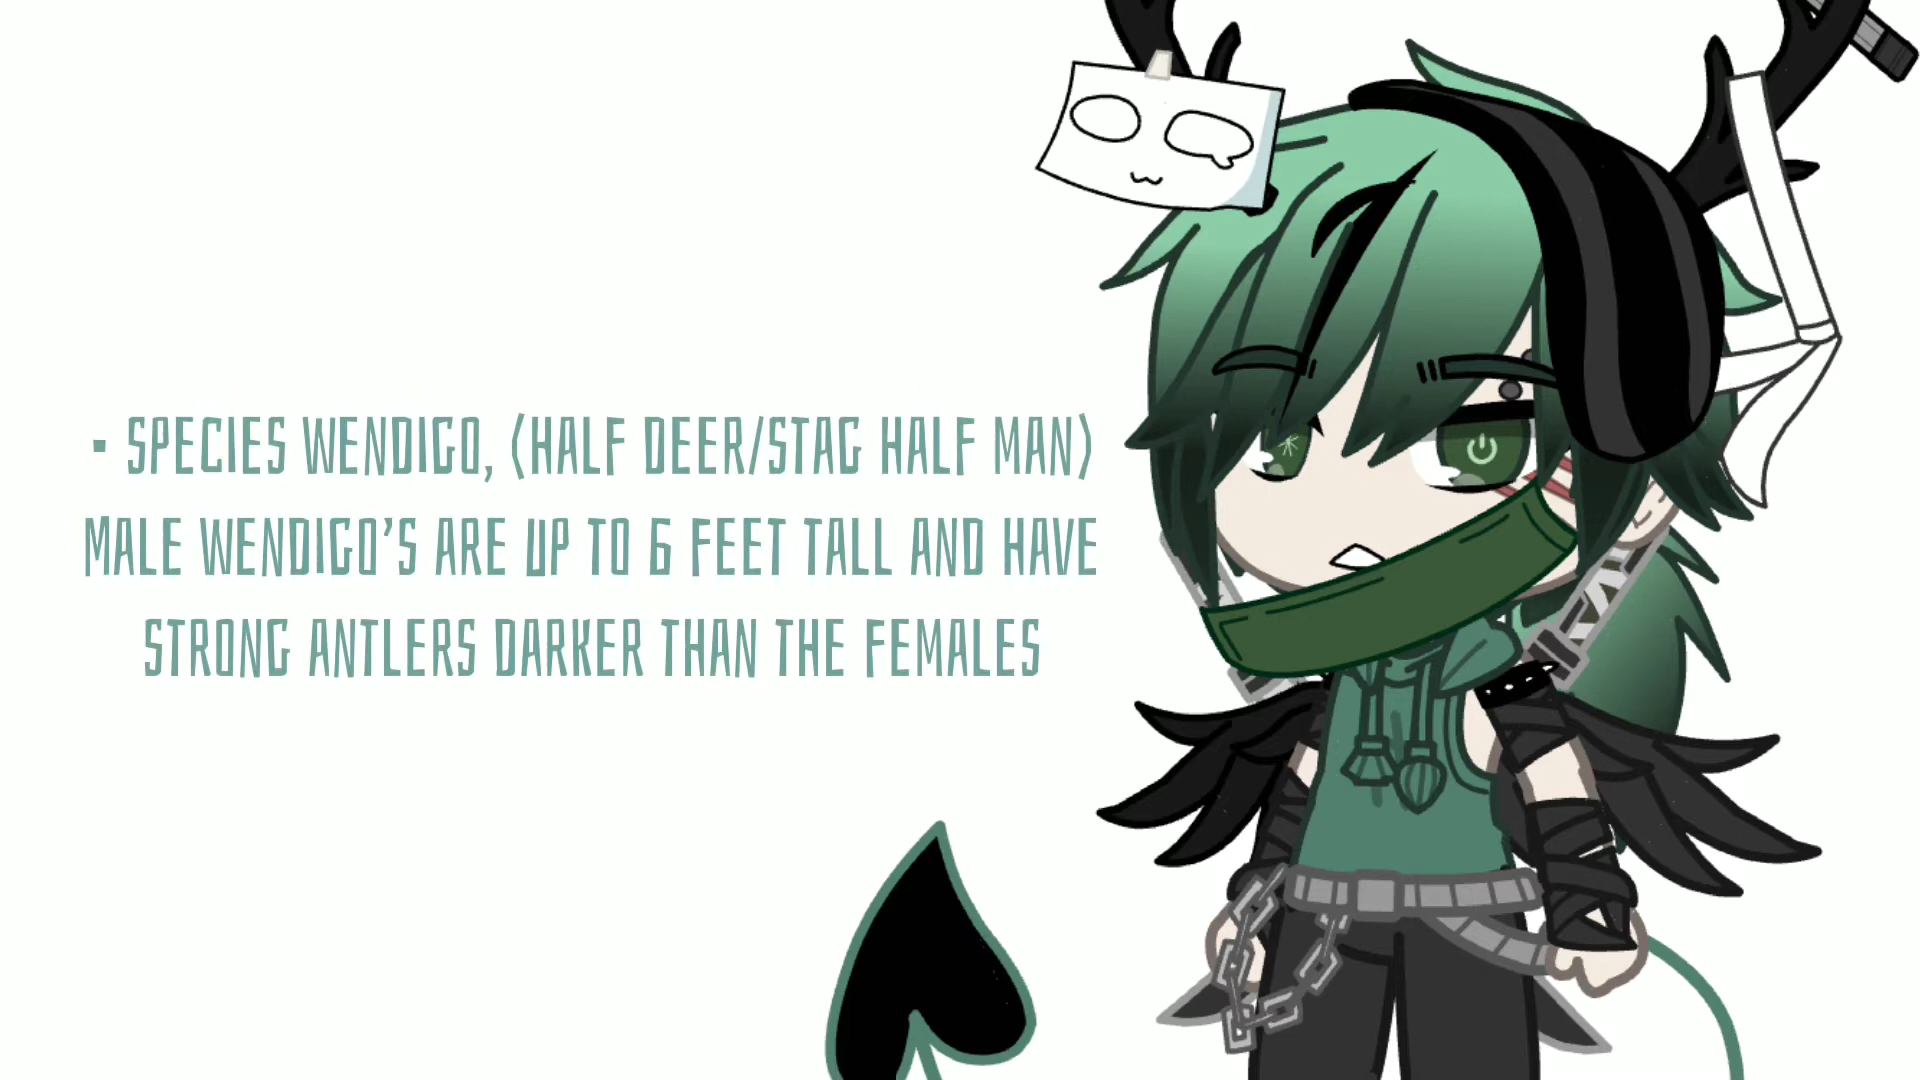 - SPECIES WENDIGO, (HALF DEER/STAG HALF MAN)
MALE WENDIGO'S ARE UP TO 6 FEET TALL AND HAVE
STRONG ANTLERS DARKER THAN THE FEMALES